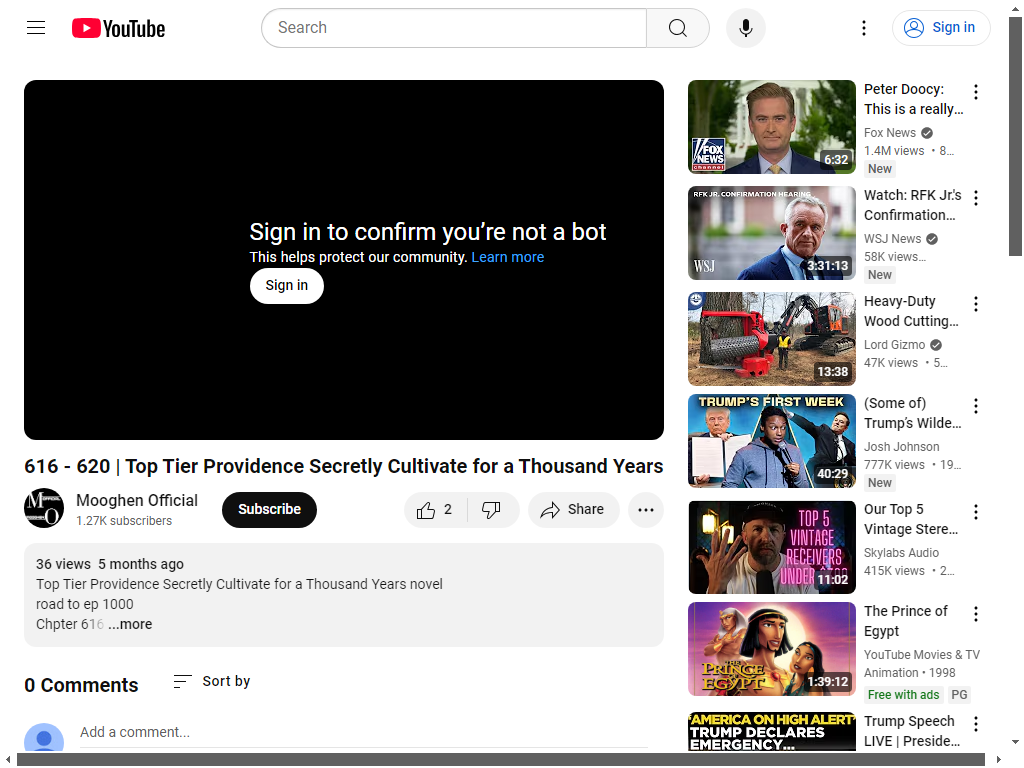 YouTube
Search
Sign in
Sign in to confirm you're not a bot
This helps protect our community. Learn more
Sign in
616 - 620 | Top Tier Providence Secretly Cultivate for a Thousand Years
Mooghen Official
1.27K subscribers
Subscribe
2
Share
36 views 5 months ago
Top Tier Providence Secretly Cultivate for a Thousand Years novel
road to ep 1000
Chpter 616 ...more
0 Comments
Sort by
Add a comment...
FOX
NEWS
channel
6:32
Peter Doocy:
This is a really…
Fox News
1.4M views • 8…
New
RFK JR. CONFIRMATION HEARING
WSJ
3:31:13
Watch: RFK Jr.'s
Confirmation…
WSJ News
58K views…
New
13:38
Heavy-Duty
Wood Cutting…
Lord Gizmo
47K views • 5…
TRUMP'S FIRST WEEK
40:29
(Some of)
Trump's Wilde…
Josh Johnson
777K views • 19…
New
TOP 5
VINTAGE
RECEIVERS
UNDER
11:02
Our Top 5
Vintage Stere…
Skylabs Audio
415K views • 2…
THE
PRINCE OF
EGYPT
1:39:12
The Prince of
Egypt
YouTube Movies & TV
Animation • 1998
Free with ads
PG
'AMERICA ON HIGH ALERT'
TRUMP DECLARES
EMERGENCY...
Trump Speech
LIVE | Preside…